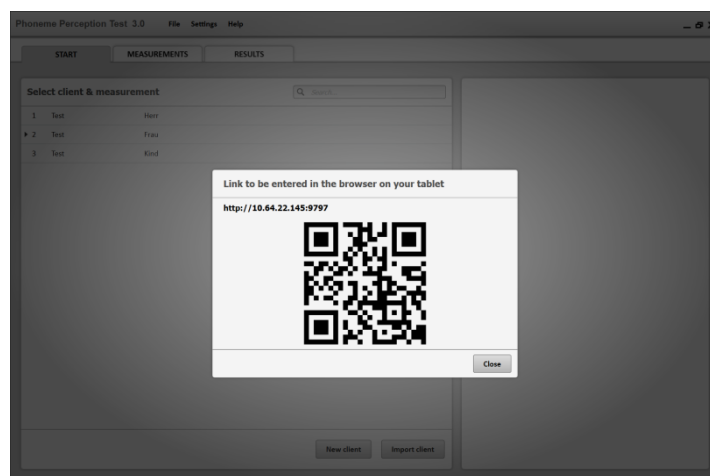 Phoneme Perception Test 3.0 File Settings Help
START MEASUREMENTS RESULTS
Select client & measurement
1 Test Herr
2 Test Frau
3 Test Kind
Link to be entered in the browser on your tablet
http://10.64.22.145:9797
Close
New client Import client